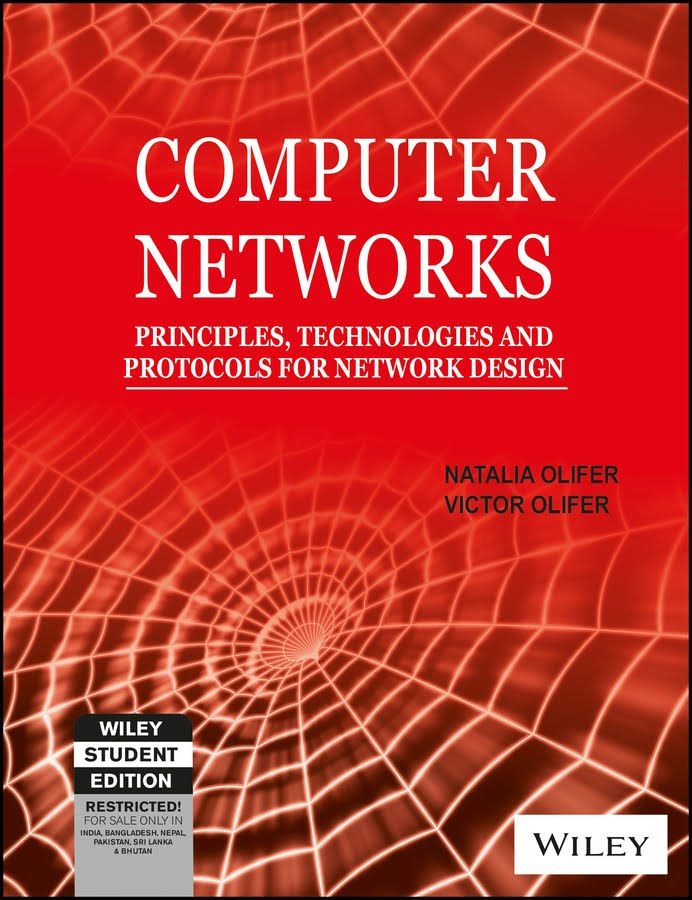 COMPUTER
NETWORKS
PRINCIPLES, TECHNOLOGIES AND
PROTOCOLS FOR NETWORK DESIGN
NATALIA OLIFER
VICTOR OLIFER
WILEY
STUDENT
EDITION
RESTRICTED!
FOR SALE ONLY IN
INDIA, BANGLADESH, NEPAL,
PAKISTAN, SRI LANKA
& BHUTAN
WILEY